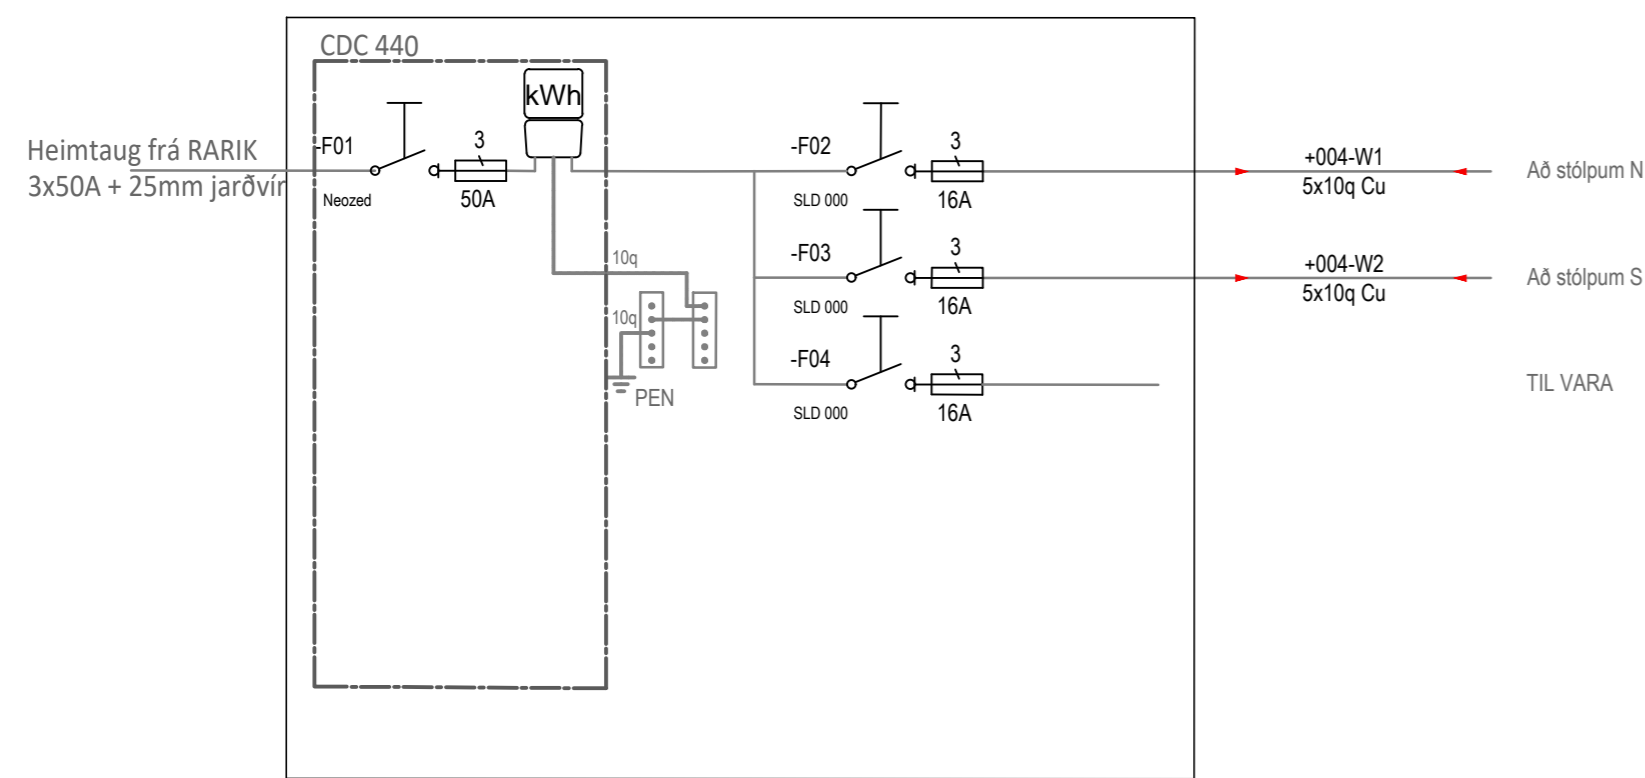 CDC 440
kWh
Heimtaug frá RARIK
3x50A + 25mm jarðvír
-F01
Neozed
3
50A
-F02
SLD 000
3
16A
+004-W1
5x10q Cu
Að stólpum N
-F03
SLD 000
3
16A
+004-W2
5x10q Cu
Að stólpum S
10q
10q
PEN
-F04
SLD 000
3
16A
TIL VARA